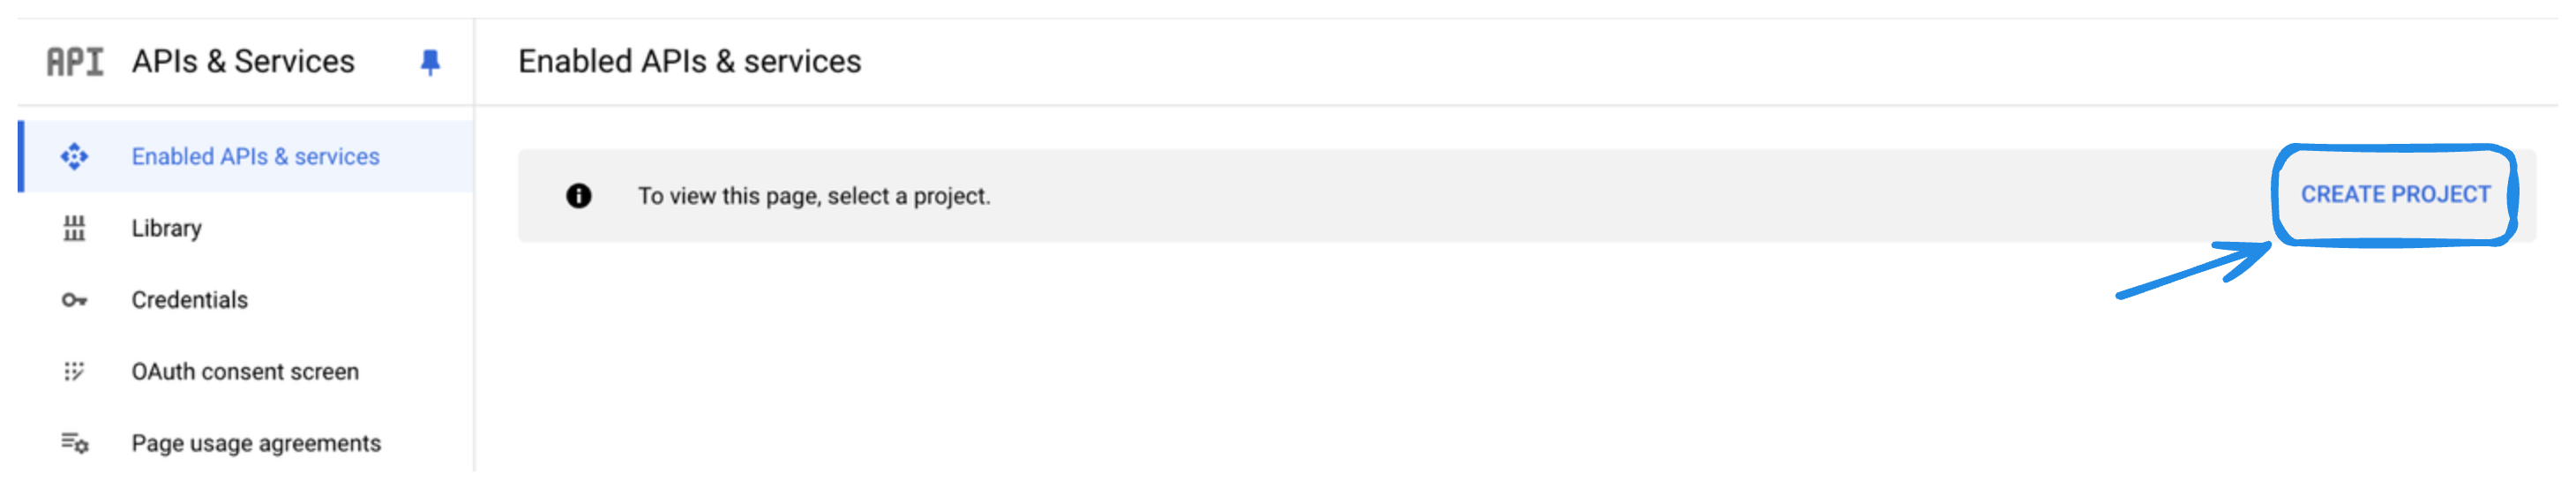 API APIs & Services
Enabled APIs & services
Library
Credentials
OAuth consent screen
Page usage agreements
Enabled APIs & services
To view this page, select a project.
CREATE PROJECT